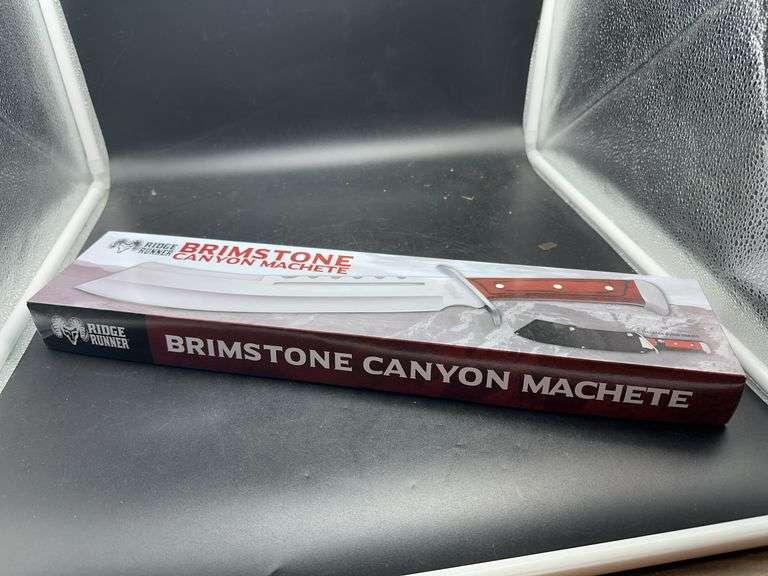 RIDGE
RUNNER
BRIMSTONE
CANYON MACHETE
RIDGE
RUNNER
BRIMSTONE CANYON MACHETE